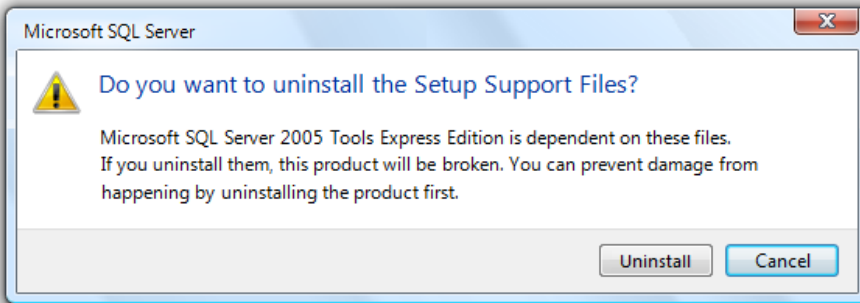 Microsoft SQL Server
Do you want to uninstall the Setup Support Files?
Microsoft SQL Server 2005 Tools Express Edition is dependent on these files.
If you uninstall them, this product will be broken. You can prevent damage from
happening by uninstalling the product first.
Uninstall Cancel